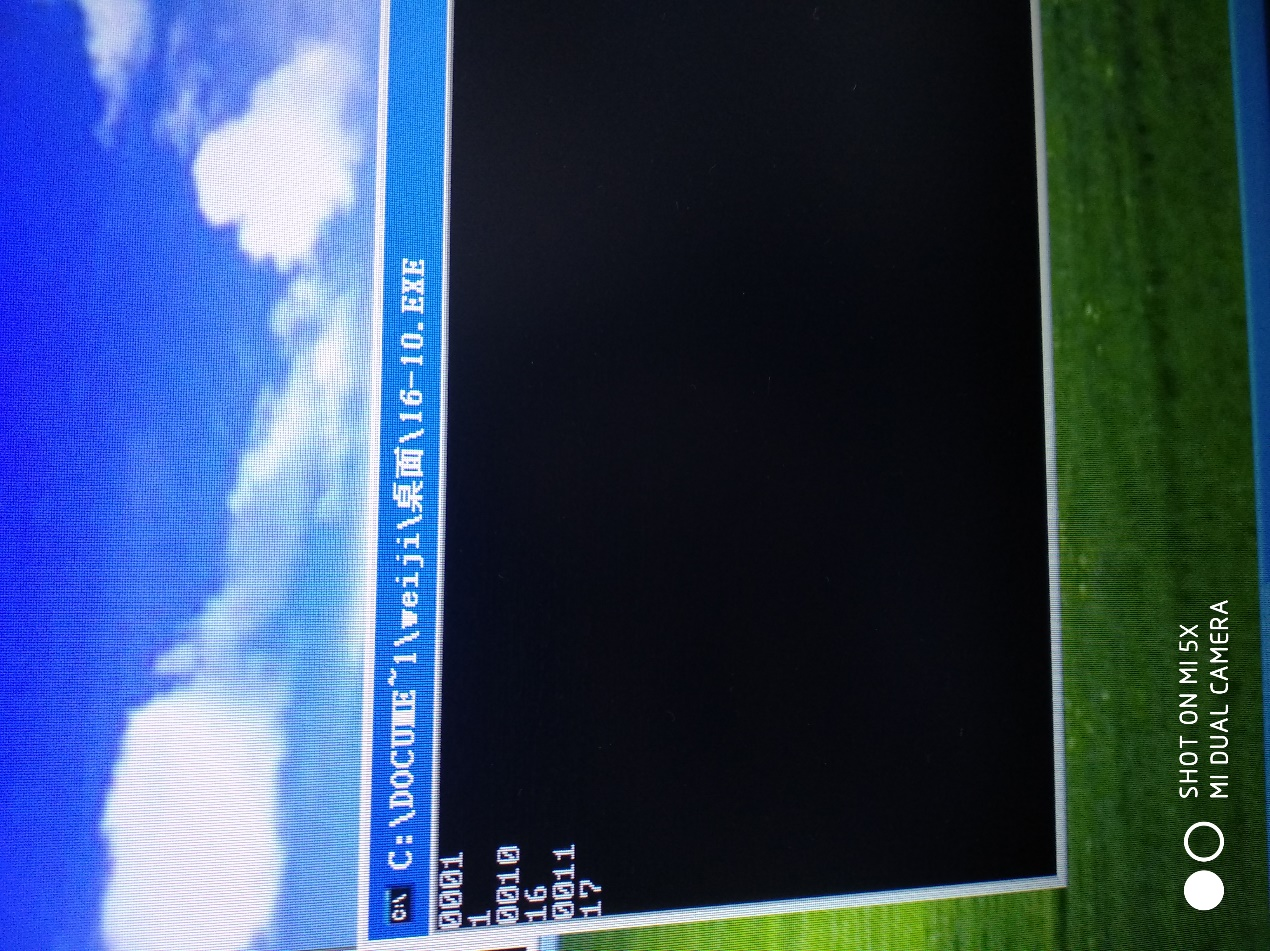 C:\DOCUME~1\weiji\桌面\16-10.EXE
0001
1
0010
16
0011
17
SHOT ON MI 5X
MI DUAL CAMERA